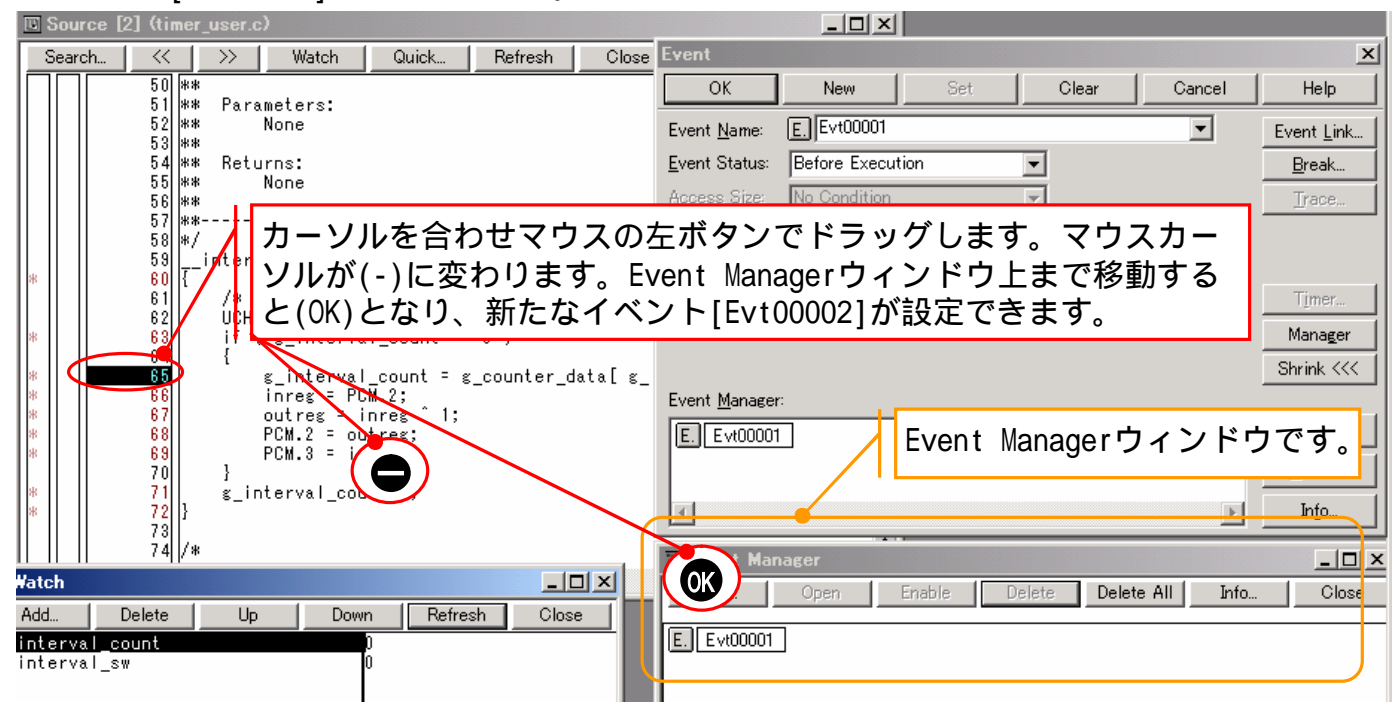 Source [2] (timer_user.c)
Search... << >> Watch Quick... Refresh Close
50 **
51 ** Parameters:
52 ** None
53 **
54 ** Returns:
55 ** None
56 **
57 **----
58 */
59 __inter
* 60 {
61 /*
62 UCH
* 63 if
64 {
* 65 g_interval_count = g_counter_data[ g_
* 66 inreg = PCM.2;
* 67 outreg = inreg ^ 1;
* 68 PCM.2 = outreg;
* 69 PCM.3 = i
70 }
* 71 g_interval_cou
* 72 }
73
74 /*
カーソルを合わせマウスの左ボタンでドラッグします。マウスカー
ソルが(-)に変わります。Event Managerウィンドウ上まで移動する
と(OK)となり、新たなイベント[Evt00002]が設定できます。
Event
OK New Set Clear Cancel Help
Event Name: E. Evt00001 Event Link...
Event Status: Before Execution Break...
Access Size: No Condition Trace...
Timer...
Manager
Shrink <<<
Event Manager:
E. Evt00001
Event Managerウィンドウです。
Info...
OK
Manager
Open Enable Delete Delete All Info... Close
E. Evt00001
Watch
Add... Delete Up Down Refresh Close
interval_count 0
interval_sw 0